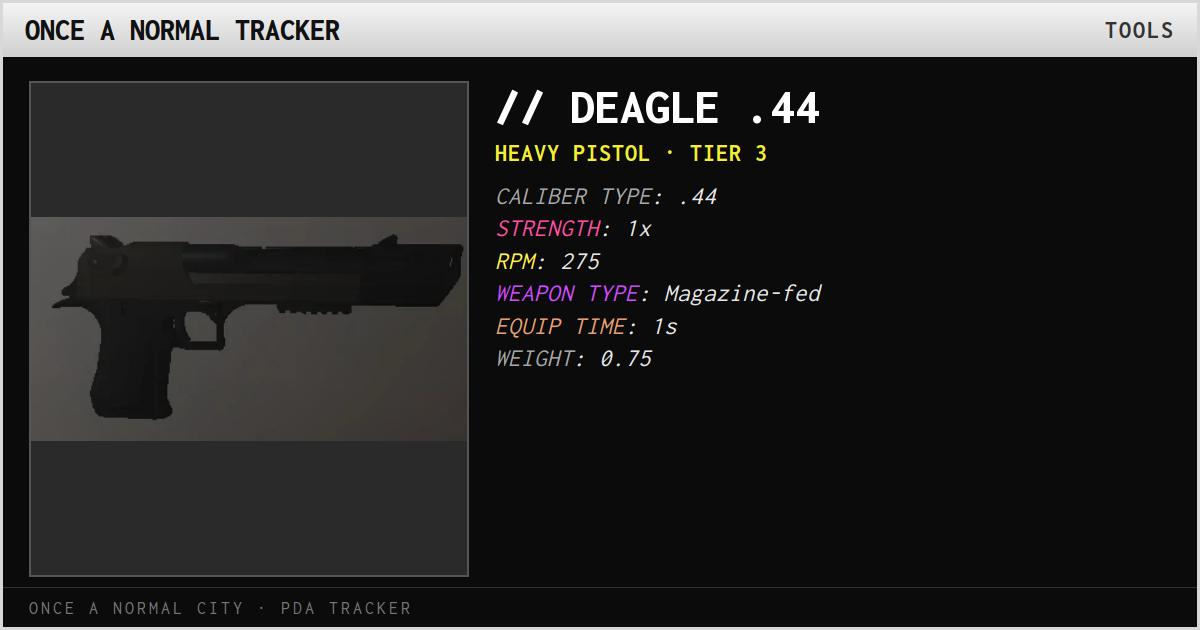 ONCE A NORMAL TRACKER
TOOLS
// DEAGLE .44
HEAVY PISTOL · TIER 3
CALIBER TYPE: .44
STRENGTH: 1x
RPM: 275
WEAPON TYPE: Magazine-fed
EQUIP TIME: 1s
WEIGHT: 0.75
ONCE A NORMAL CITY · PDA TRACKER